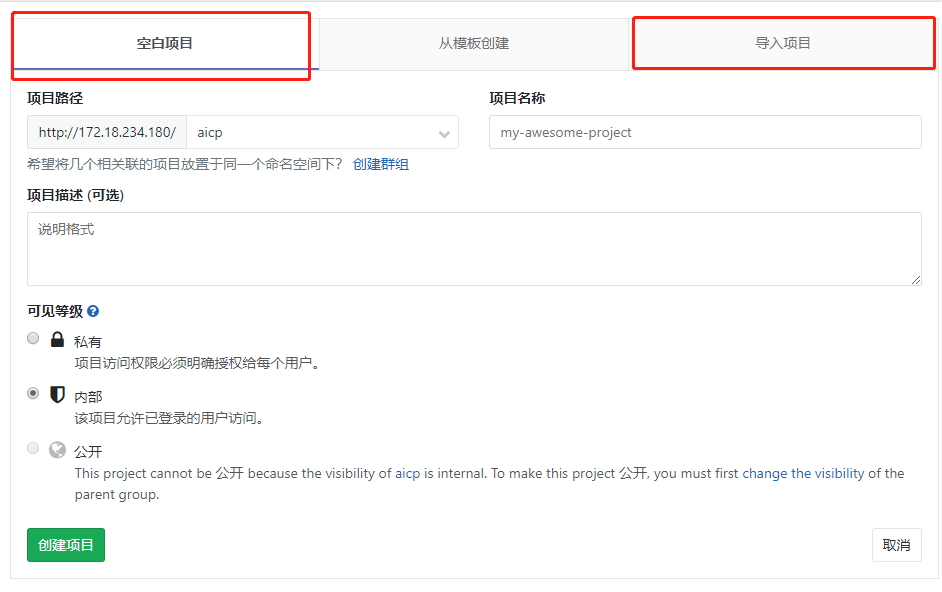 空白项目 从模板创建 导入项目
项目路径 项目名称
http://172.18.234.180/ aicp my-awesome-project
希望将几个相关联的项目放置于同一个命名空间下？ 创建群组
项目描述 (可选)
说明格式
可见等级
私有
项目访问权限必须明确授权给每个用户。
内部
该项目允许已登录的用户访问。
公开
This project cannot be 公开 because the visibility of aicp is internal. To make this project 公开, you must first change the visibility of the
parent group.
创建项目 取消